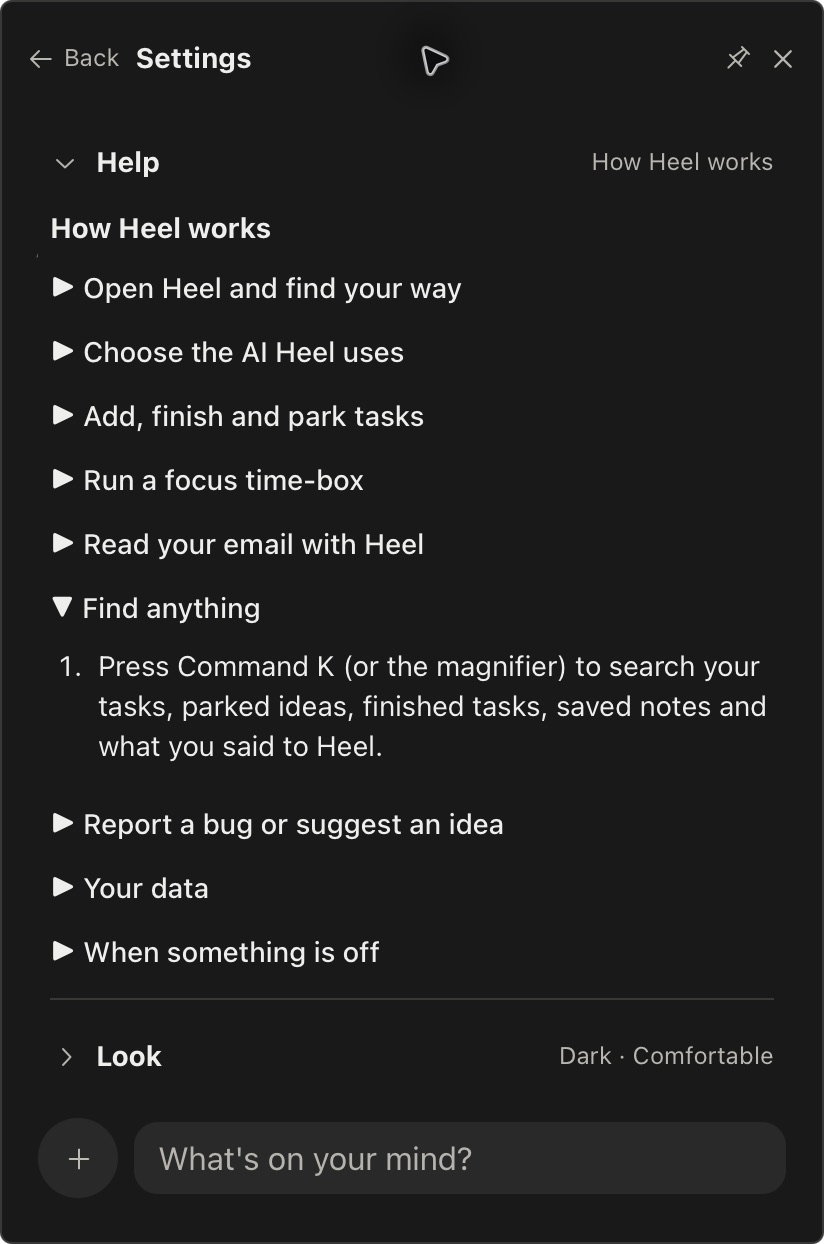 Back Settings
Help How Heel works
How Heel works
Open Heel and find your way
Choose the AI Heel uses
Add, finish and park tasks
Run a focus time-box
Read your email with Heel
Find anything
1. Press Command K (or the magnifier) to search your
tasks, parked ideas, finished tasks, saved notes and
what you said to Heel.
Report a bug or suggest an idea
Your data
When something is off
Look Dark · Comfortable
What's on your mind?